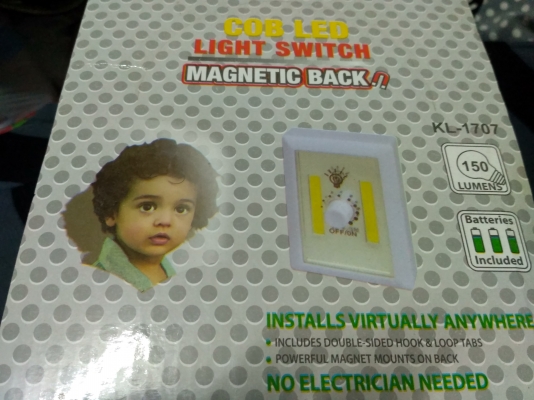 COB LED
LIGHT SWITCH
MAGNETIC BACK
KL-1707
150
LUMENS
OFF/ON
Batteries
Included
INSTALLS VIRTUALLY ANYWHERE
• INCLUDES DOUBLE-SIDED HOOK & LOOP TABS
• POWERFUL MAGNET MOUNTS ON BACK
NO ELECTRICIAN NEEDED